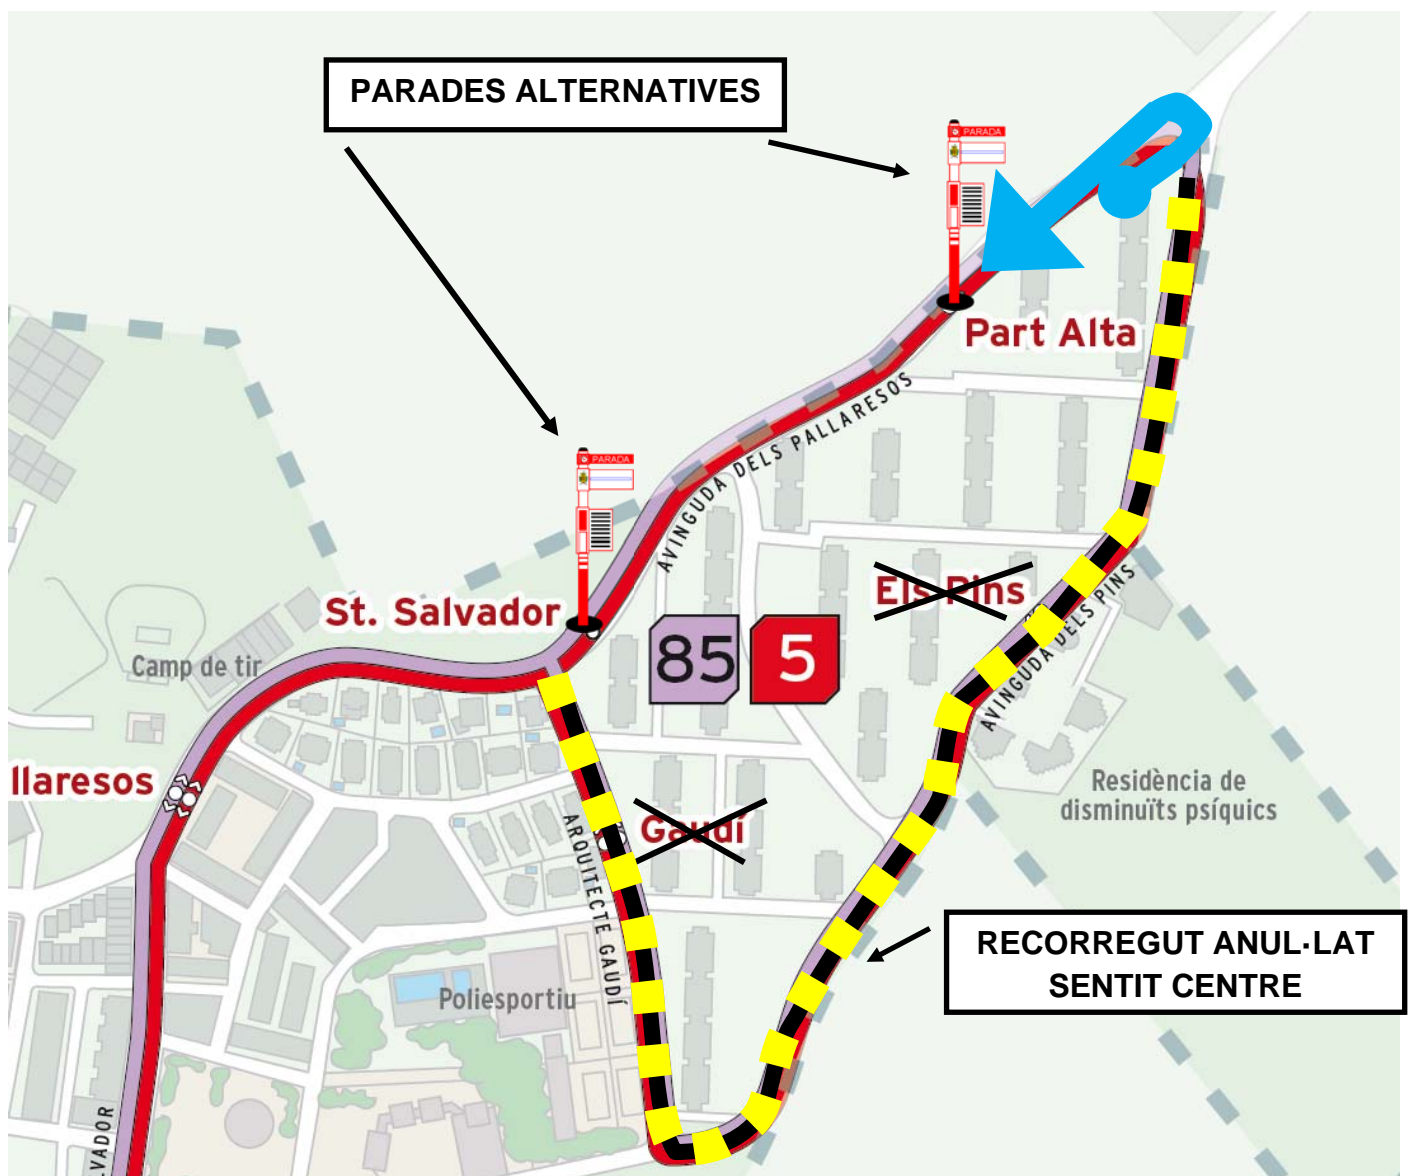 PARADES ALTERNATIVES
PARADA
Part Alta
AVINGUDA DELS PALLARESOS
PARADA
Els Pins
St. Salvador
85
5
Camp de tir
AVINGUDA DELS PINS
llaresos
Residència de
disminuïts psíquics
Gaudí
ARQUITECTE GAUDÍ
RECORREGUT ANUL·LAT
SENTIT CENTRE
Poliesportiu
LVADOR